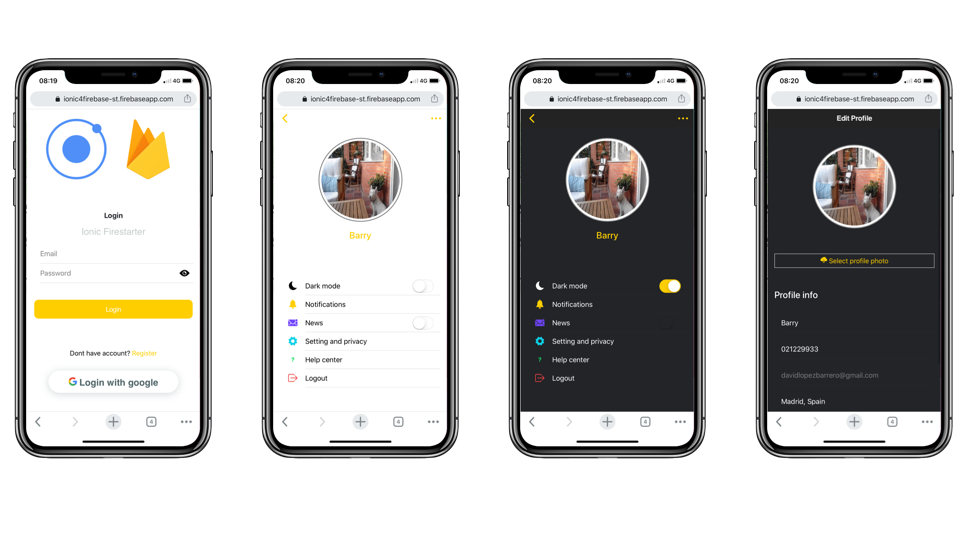 08:19
4G
ionic4firebase-st.firebaseapp.com
Login
Ionic Firestarter
Email
Password
Login
Dont have account? Register
Login with google
4
08:20
4G
ionic4firebase-st.firebaseapp.com
Barry
Dark mode
Notifications
News
Setting and privacy
? Help center
Logout
4
08:20
4G
ionic4firebase-st.firebaseapp.com
Barry
Dark mode
Notifications
News
Setting and privacy
? Help center
Logout
4
08:20
4G
ionic4firebase-st.firebaseapp.com
Edit Profile
Select profile photo
Profile info
Barry
021229933
davidlopezbarrero@gmail.com
Madrid, Spain
4